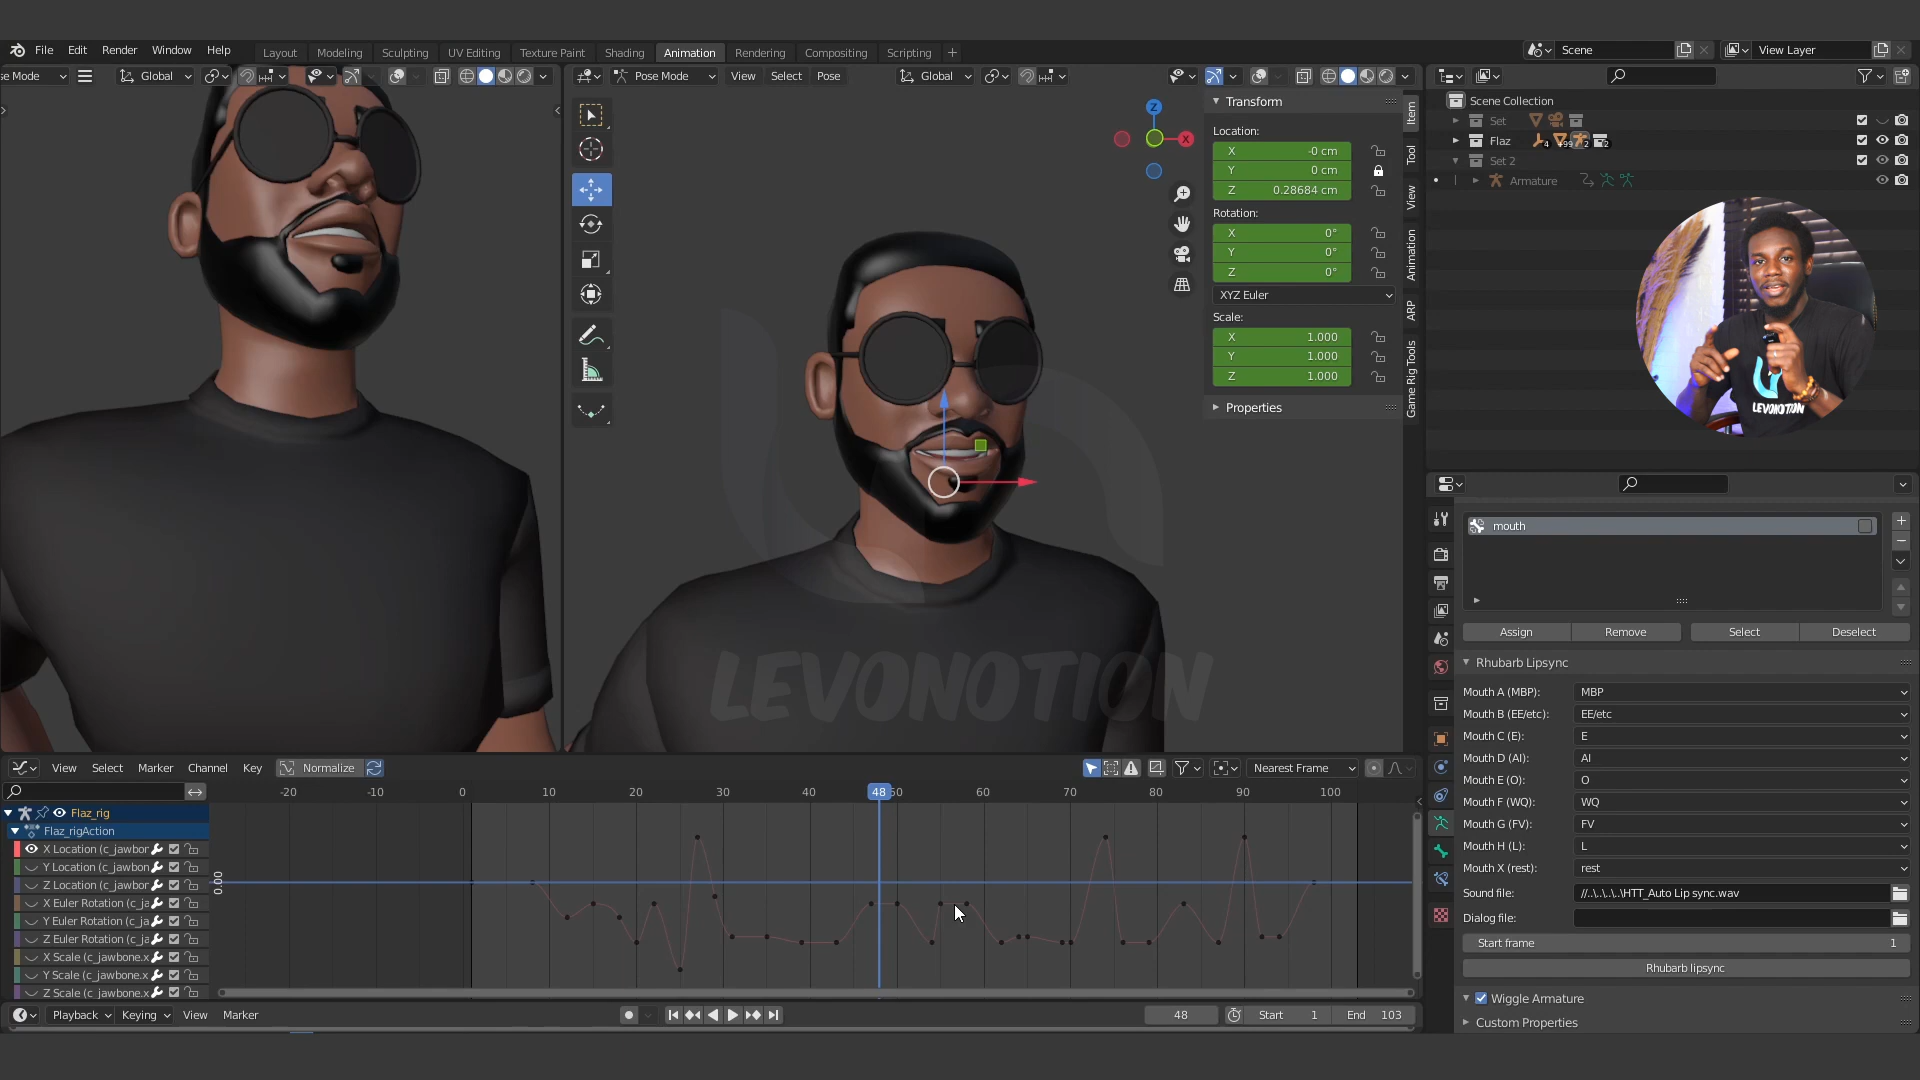 File Edit Render Window Help Layout Modeling Sculpting UV Editing Texture Paint Shading Animation Rendering Compositing Scripting + Scene View Layer
se Mode Global Pose Mode View Select Pose Global
Transform
Location:
X -0 cm
Y 0 cm
Z 0.28684 cm
Rotation:
X 0°
Y 0°
Z 0°
XYZ Euler
Scale:
X 1.000
Y 1.000
Z 1.000
Properties
Item
Tool
View
Animation
ARP
Game Rig Tools
Z
X
Scene Collection
Set
Flaz 4 +99 2 2
Set 2
Armature
LEVONOTION
LEVONOTION
mouth
Assign Remove Select Deselect
Rhubarb Lipsync
Mouth A (MBP): MBP
Mouth B (EE/etc): EE/etc
Mouth C (E): E
Mouth D (AI): AI
Mouth E (O): O
Mouth F (WQ): WQ
Mouth G (FV): FV
Mouth H (L): L
Mouth X (rest): rest
Sound file: //..\..\..\..\HTT_Auto Lip sync.wav
Dialog file:
Start frame 1
Rhubarb lipsync
Wiggle Armature
Custom Properties
View Select Marker Channel Key Normalize Nearest Frame
-20 -10 0 10 20 30 40 48 50 60 70 80 90 100
Flaz_rig
Flaz_rigAction
X Location (c_jawbor
Y Location (c_jawbor
Z Location (c_jawbor
X Euler Rotation (c_ja
Y Euler Rotation (c_ja
Z Euler Rotation (c_ja
X Scale (c_jawbone.x
Y Scale (c_jawbone.x
Z Scale (c_jawbone.x
0.00
Playback Keying View Marker 48 Start 1 End 103